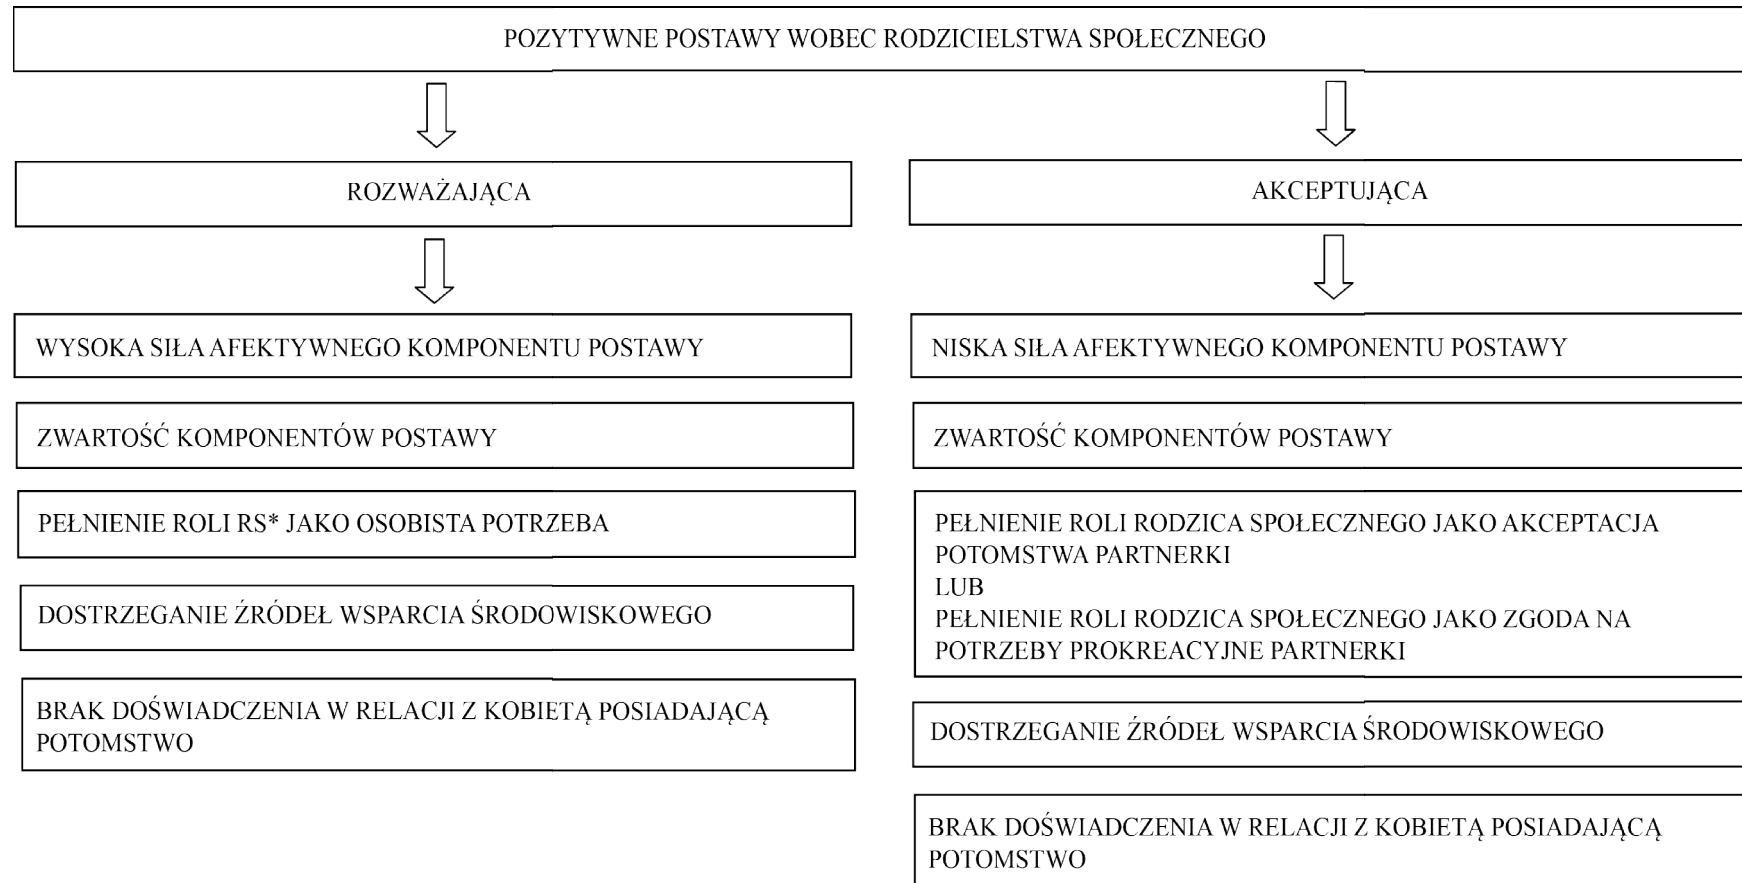 POZYTYWNE POSTAWY WOBEC RODZICIELSTWA SPOŁECZNEGO
ROZWAŻAJĄCA
WYSOKA SIŁA AFEKTYWNEGO KOMPONENTU POSTAWY
ZWARTOŚĆ KOMPONENTÓW POSTAWY
PEŁNIENIE ROLI RS* JAKO OSOBISTA POTRZEBA
DOSTRZEGANIE ŹRÓDEŁ WSPARCIA ŚRODOWISKOWEGO
BRAK DOŚWIADCZENIA W RELACJI Z KOBIETĄ POSIADAJĄCĄ
POTOMSTWO
AKCEPTUJĄCA
NISKA SIŁA AFEKTYWNEGO KOMPONENTU POSTAWY
ZWARTOŚĆ KOMPONENTÓW POSTAWY
PEŁNIENIE ROLI RODZICA SPOŁECZNEGO JAKO AKCEPTACJA
POTOMSTWA PARTNERKI
LUB
PEŁNIENIE ROLI RODZICA SPOŁECZNEGO JAKO ZGODA NA
POTRZEBY PROKREACYJNE PARTNERKI
DOSTRZEGANIE ŹRÓDEŁ WSPARCIA ŚRODOWISKOWEGO
BRAK DOŚWIADCZENIA W RELACJI Z KOBIETĄ POSIADAJĄCĄ
POTOMSTWO